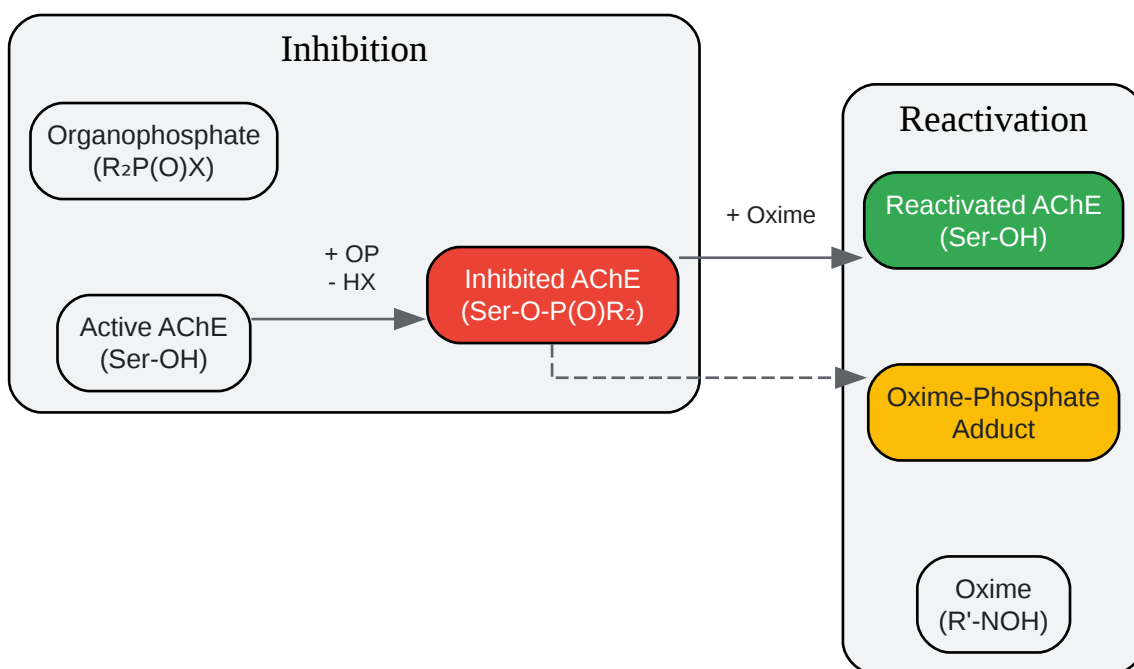 Inhibition
Organophosphate
(R₂P(O)X)
+ OP
- HX
Active AChE
(Ser-OH)
Inhibited AChE
(Ser-O-P(O)R₂)
+ Oxime
Reactivation
Reactivated AChE
(Ser-OH)
Oxime-Phosphate
Adduct
Oxime
(R'-NOH)